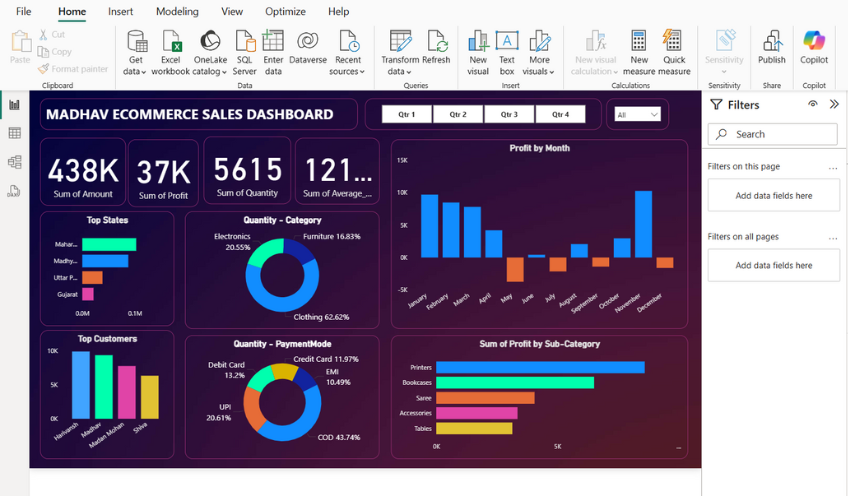 File Home Insert Modeling View Optimize Help
Paste
Cut
Copy
Format painter
Clipboard
Get data
Excel workbook
OneLake catalog
SQL Server
Enter data
Dataverse
Recent sources
Data
Transform data
Refresh
Queries
New visual
Text box
More visuals
Insert
New visual calculation
New measure
Quick measure
Calculations
Sensitivity
Sensitivity
Publish
Share
Copilot
Copilot
MADHAV ECOMMERCE SALES DASHBOARD
Qtr 1 Qtr 2 Qtr 3 Qtr 4
All
438K
Sum of Amount
37K
Sum of Profit
5615
Sum of Quantity
121...
Sum of Average_...
Profit by Month
15K
10K
5K
0K
-5K
January February March April May June July August September October November December
Top States
Mahar...
Madhy...
Uttar P...
Gujarat
0.0M 0.1M
Quantity - Category
Electronics 20.55%
Furniture 16.83%
Clothing 62.62%
Top Customers
10K
5K
0K
Harivansh Madhav Madan Mohan Shiva
Quantity - PaymentMode
Credit Card 11.97%
Debit Card 13.2%
EMI 10.49%
UPI 20.61%
COD 43.74%
Sum of Profit by Sub-Category
Printers
Bookcases
Saree
Accessories
Tables
0K 5K ...
Filters
Search
Filters on this page ...
Add data fields here
Filters on all pages ...
Add data fields here